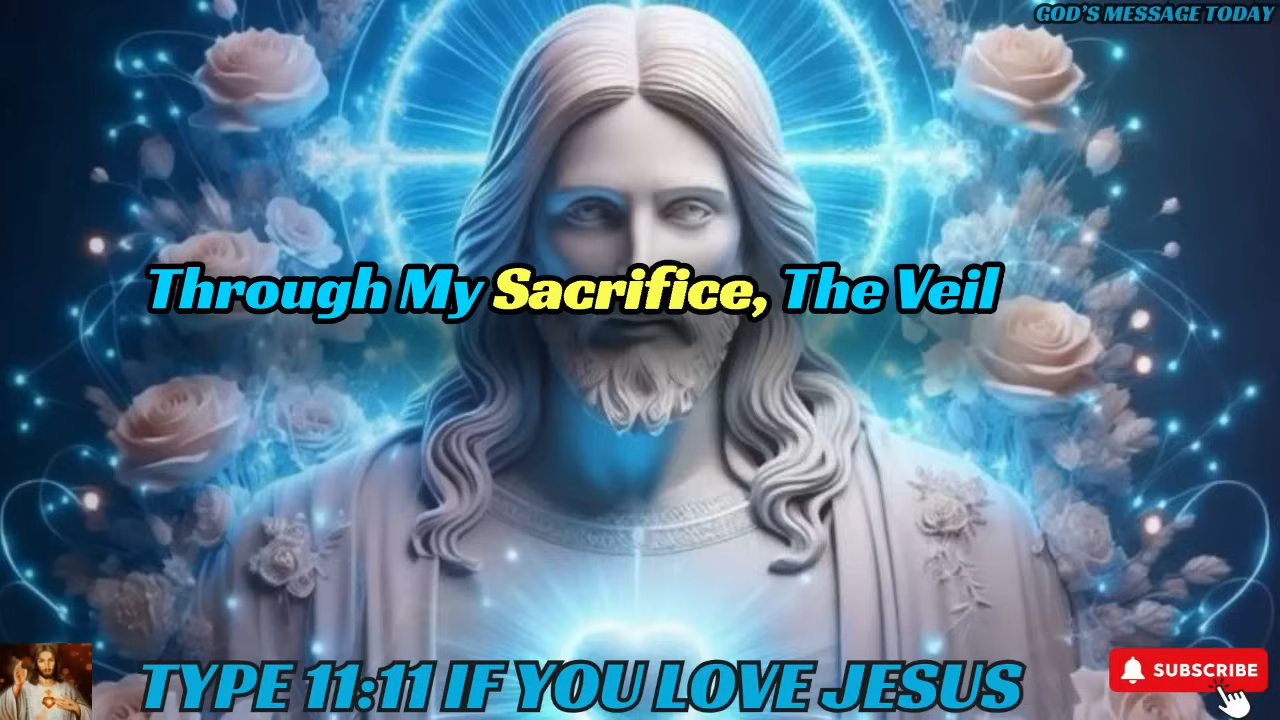 GOD'S MESSAGE TODAY
Through My Sacrifice, The Veil
TYPE 11:11 IF YOU LOVE JESUS
SUBSCRIBE